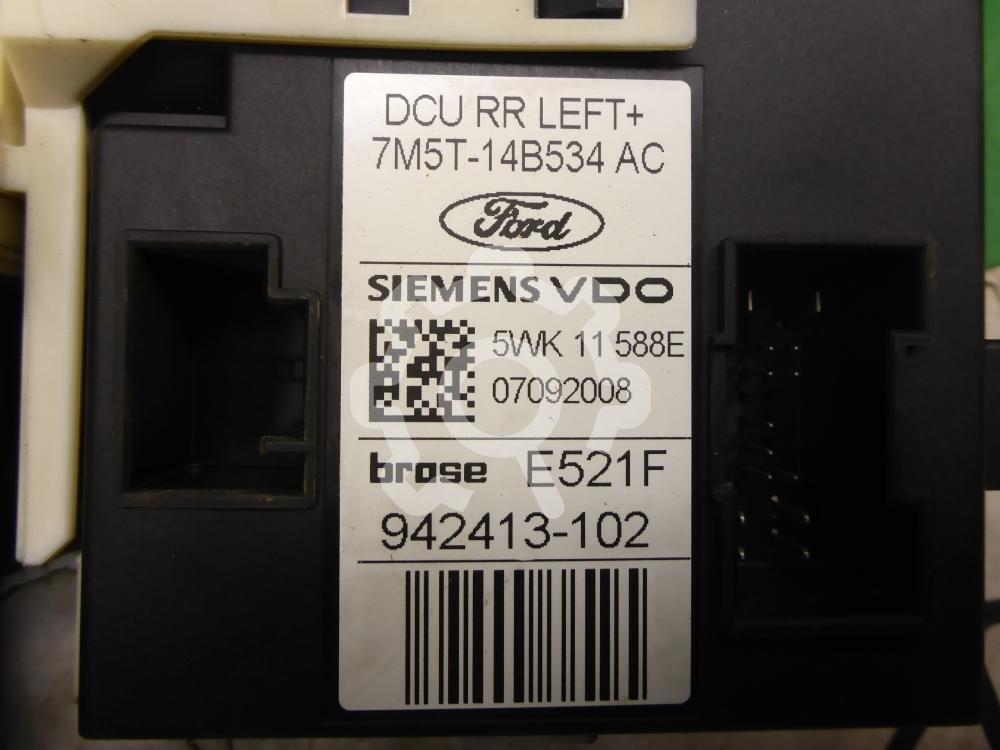 DCU RR LEFT+
7M5T-14B534 AC
Ford
SIEMENS VDO
5WK 11 588E
07092008
brose E521F
942413-102